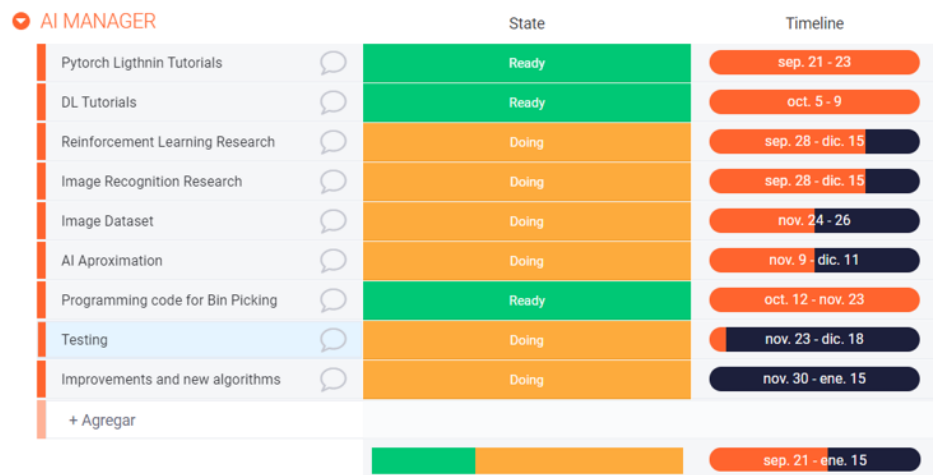 AI MANAGER State Timeline
Pytorch Ligthnin Tutorials Ready sep. 21 - 23
DL Tutorials Ready oct. 5 - 9
Reinforcement Learning Research Doing sep. 28 - dic. 15
Image Recognition Research Doing sep. 28 - dic. 15
Image Dataset Doing nov. 24 - 26
AI Aproximation Doing nov. 9 - dic. 11
Programming code for Bin Picking Ready oct. 12 - nov. 23
Testing Doing nov. 23 - dic. 18
Improvements and new algorithms Doing nov. 30 - ene. 15
+ Agregar
sep. 21 - ene. 15